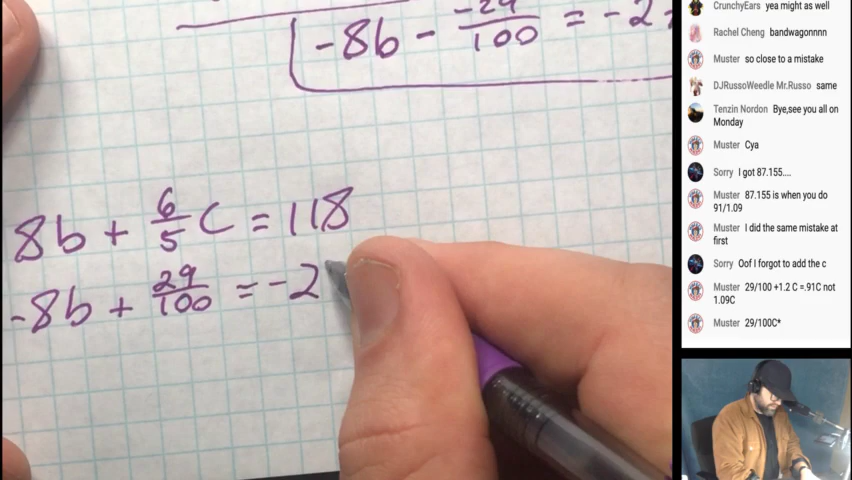 -29
-8b - 100 = -2
8b + 6/5 C = 118
-8b + 29/100 = -2
CrunchyEars yea might as well
Rachel Cheng bandwagonnnn
Muster so close to a mistake
DJRussoWeedle Mr.Russo same
Tenzin Nordon Bye,see you all on
Monday
Muster Cya
Sorry I got 87.155....
Muster 87.155 is when you do
91/1.09
Muster I did the same mistake at
first
Sorry Oof I forgot to add the c
Muster 29/100 +1.2 C =.91C not
1.09C
Muster 29/100C*